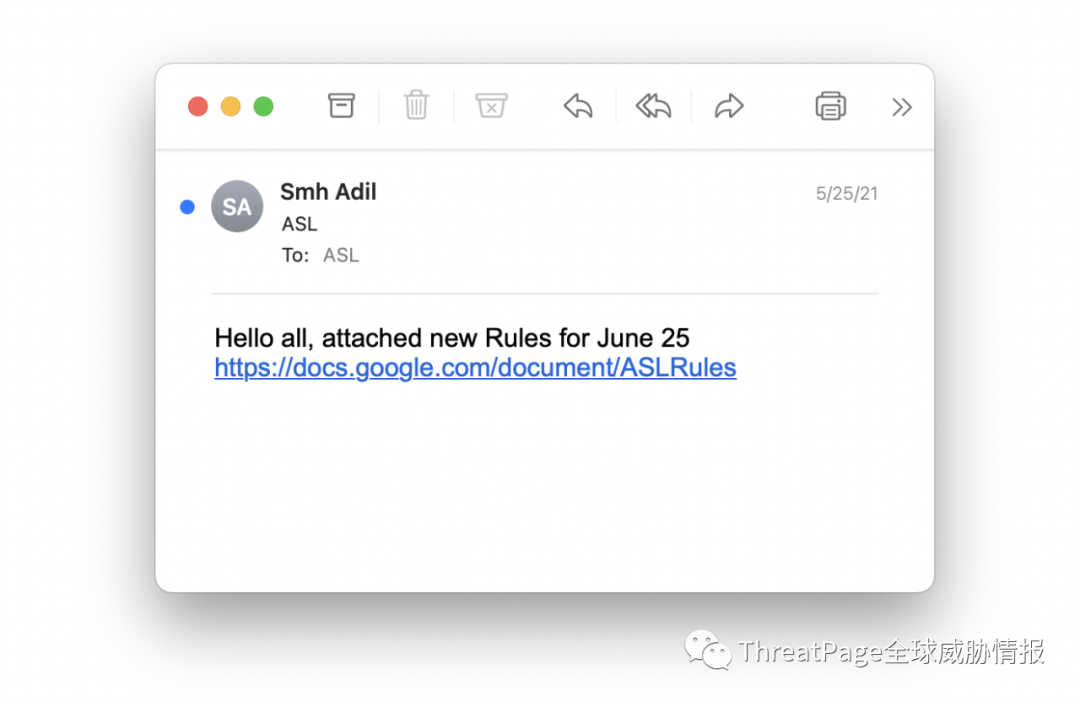 SA
Smh Adil
5/25/21
ASL
To: ASL
Hello all, attached new Rules for June 25
https://docs.google.com/document/ASLRules
ThreatPage全球威胁情报